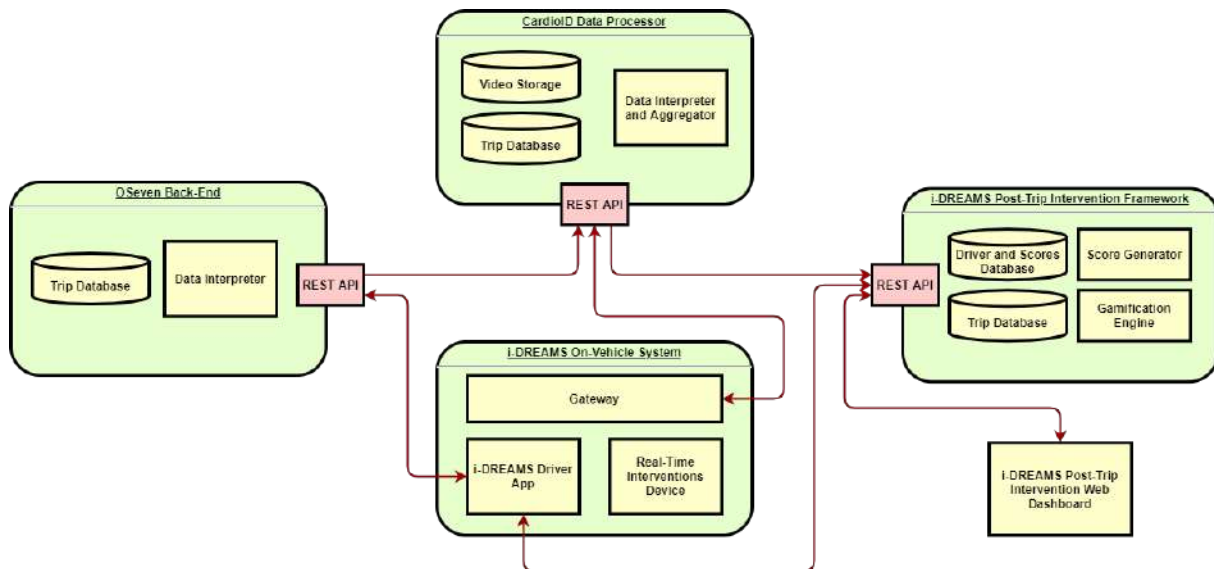 CardioID Data Processor
Video Storage
Trip Database
Data Interpreter
and Aggregator
REST API
OSeven Back-End
Trip Database
Data Interpreter
REST API
i-DREAMS Post-Trip Intervention Framework
REST API
Driver and Scores
Database
Score Generator
Trip Database
Gamification
Engine
i-DREAMS On-Vehicle System
Gateway
i-DREAMS Driver
App
Real-Time
Interventions
Device
i-DREAMS Post-Trip
Intervention Web
Dashboard